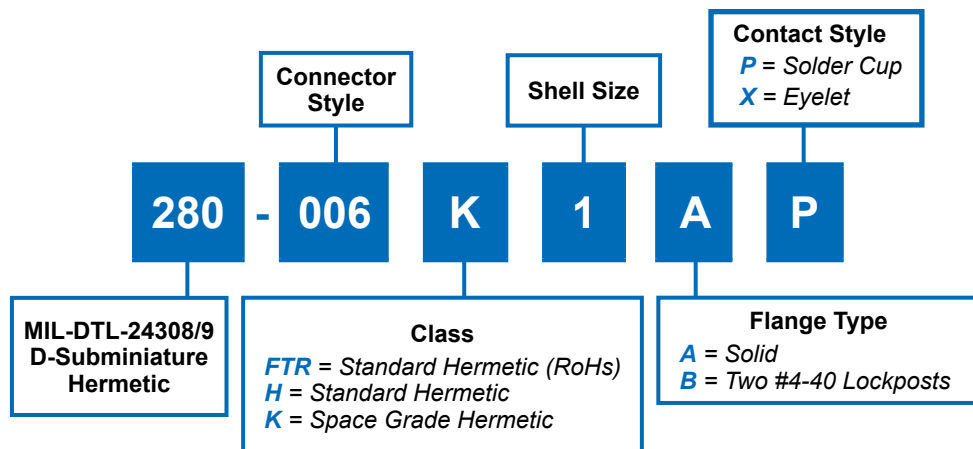 Contact Style
P = Solder Cup
X = Eyelet
Connector
Style
Shell Size
280 - 006 K 1 A P
MIL-DTL-24308/9
D-Subminiature
Hermetic
Class
FTR = Standard Hermetic (RoHs)
H = Standard Hermetic
K = Space Grade Hermetic
Flange Type
A = Solid
B = Two #4-40 Lockposts